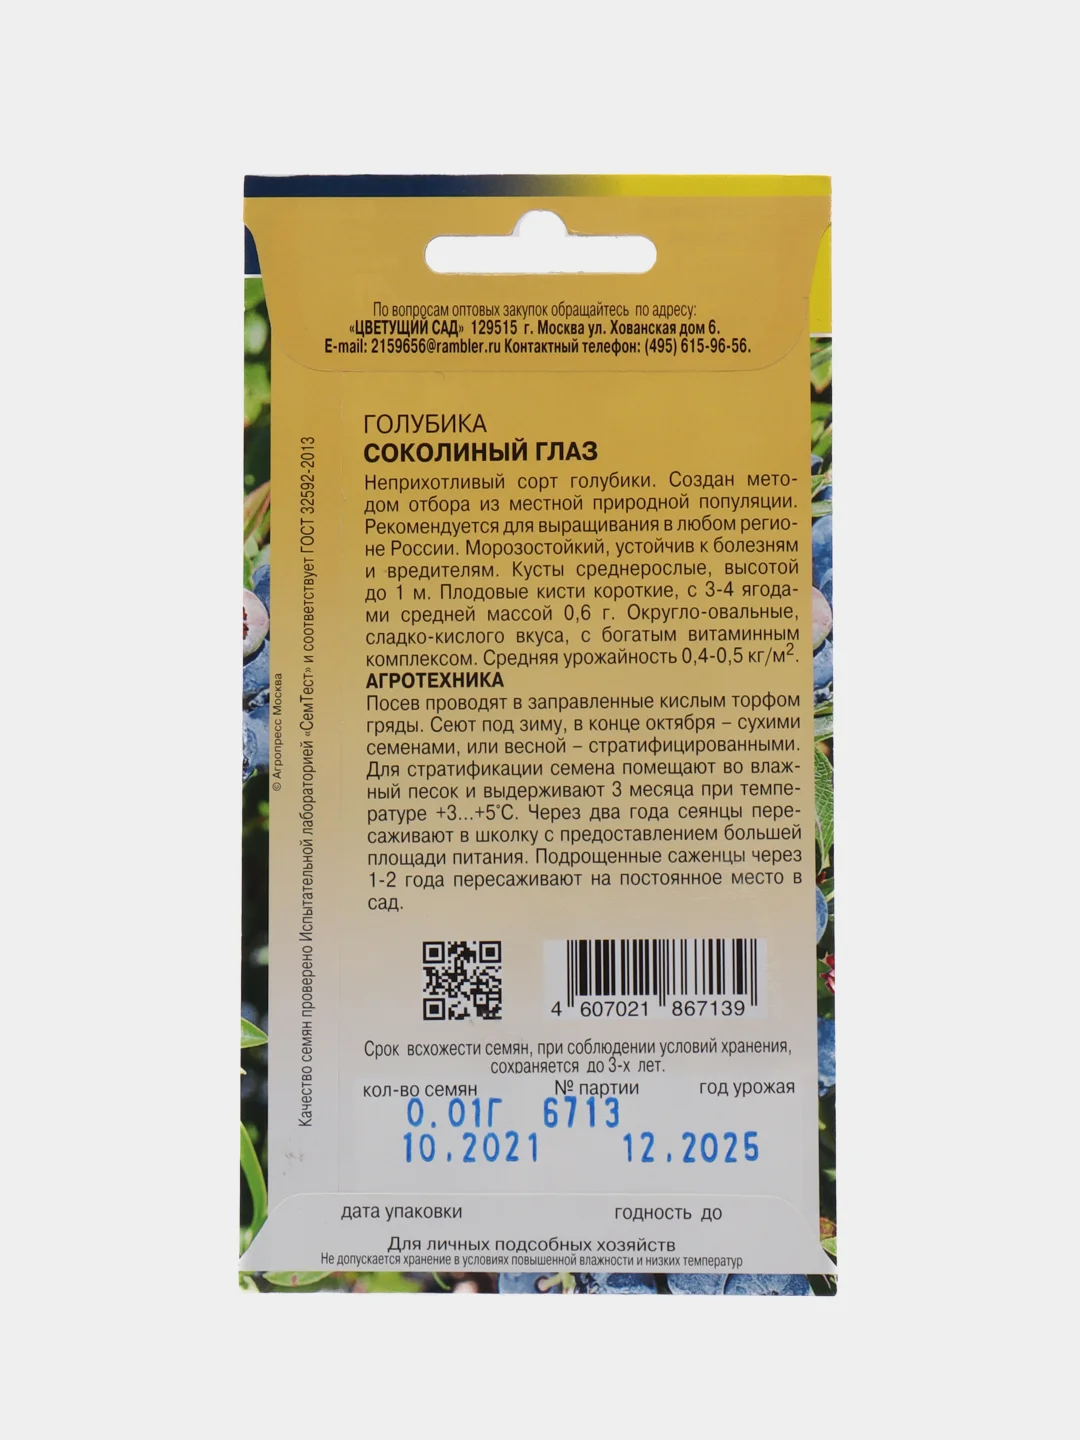 По вопросам оптовых закупок обращайтесь по адресу:
«ЦВЕТУЩИЙ САД» 129515 г. Москва ул. Хованская дом 6.
E-mail: 2159656@rambler.ru Контактный телефон: (495) 615-96-56.
ГОЛУБИКА
СОКОЛИНЫЙ ГЛАЗ
Неприхотливый сорт голубики. Создан мето-
дом отбора из местной природной популяции.
Рекомендуется для выращивания в любом регио-
не России. Морозостойкий, устойчив к болезням
и вредителям. Кусты среднерослые, высотой
до 1 м. Плодовые кисти короткие, с 3-4 ягода-
ми средней массой 0,6 г. Округло-овальные,
сладко-кислого вкуса, с богатым витаминным
комплексом. Средняя урожайность 0,4-0,5 кг/м².
АГРОТЕХНИКА
Посев проводят в заправленные кислым торфом
гряды. Сеют под зиму, в конце октября – сухими
семенами, или весной – стратифицированными.
Для стратификации семена помещают во влаж-
ный песок и выдерживают 3 месяца при темпе-
ратуре +3...+5°С. Через два года сеянцы пере-
саживают в школку с предоставлением большей
площади питания. Подрощенные саженцы через
1-2 года пересаживают на постоянное место в
сад.
4 607021 867139
Срок всхожести семян, при соблюдении условий хранения,
сохраняется до 3-х лет.
кол-во семян № партии год урожая
0.01Г 6713
10.2021 12.2025
дата упаковки годность до
Для личных подсобных хозяйств
Не допускается хранение в условиях повышенной влажности и низких температур
Качество семян проверено Испытательной лабораторией «СемТест» и соответствует ГОСТ 32592-2013
© Агропресс Москва